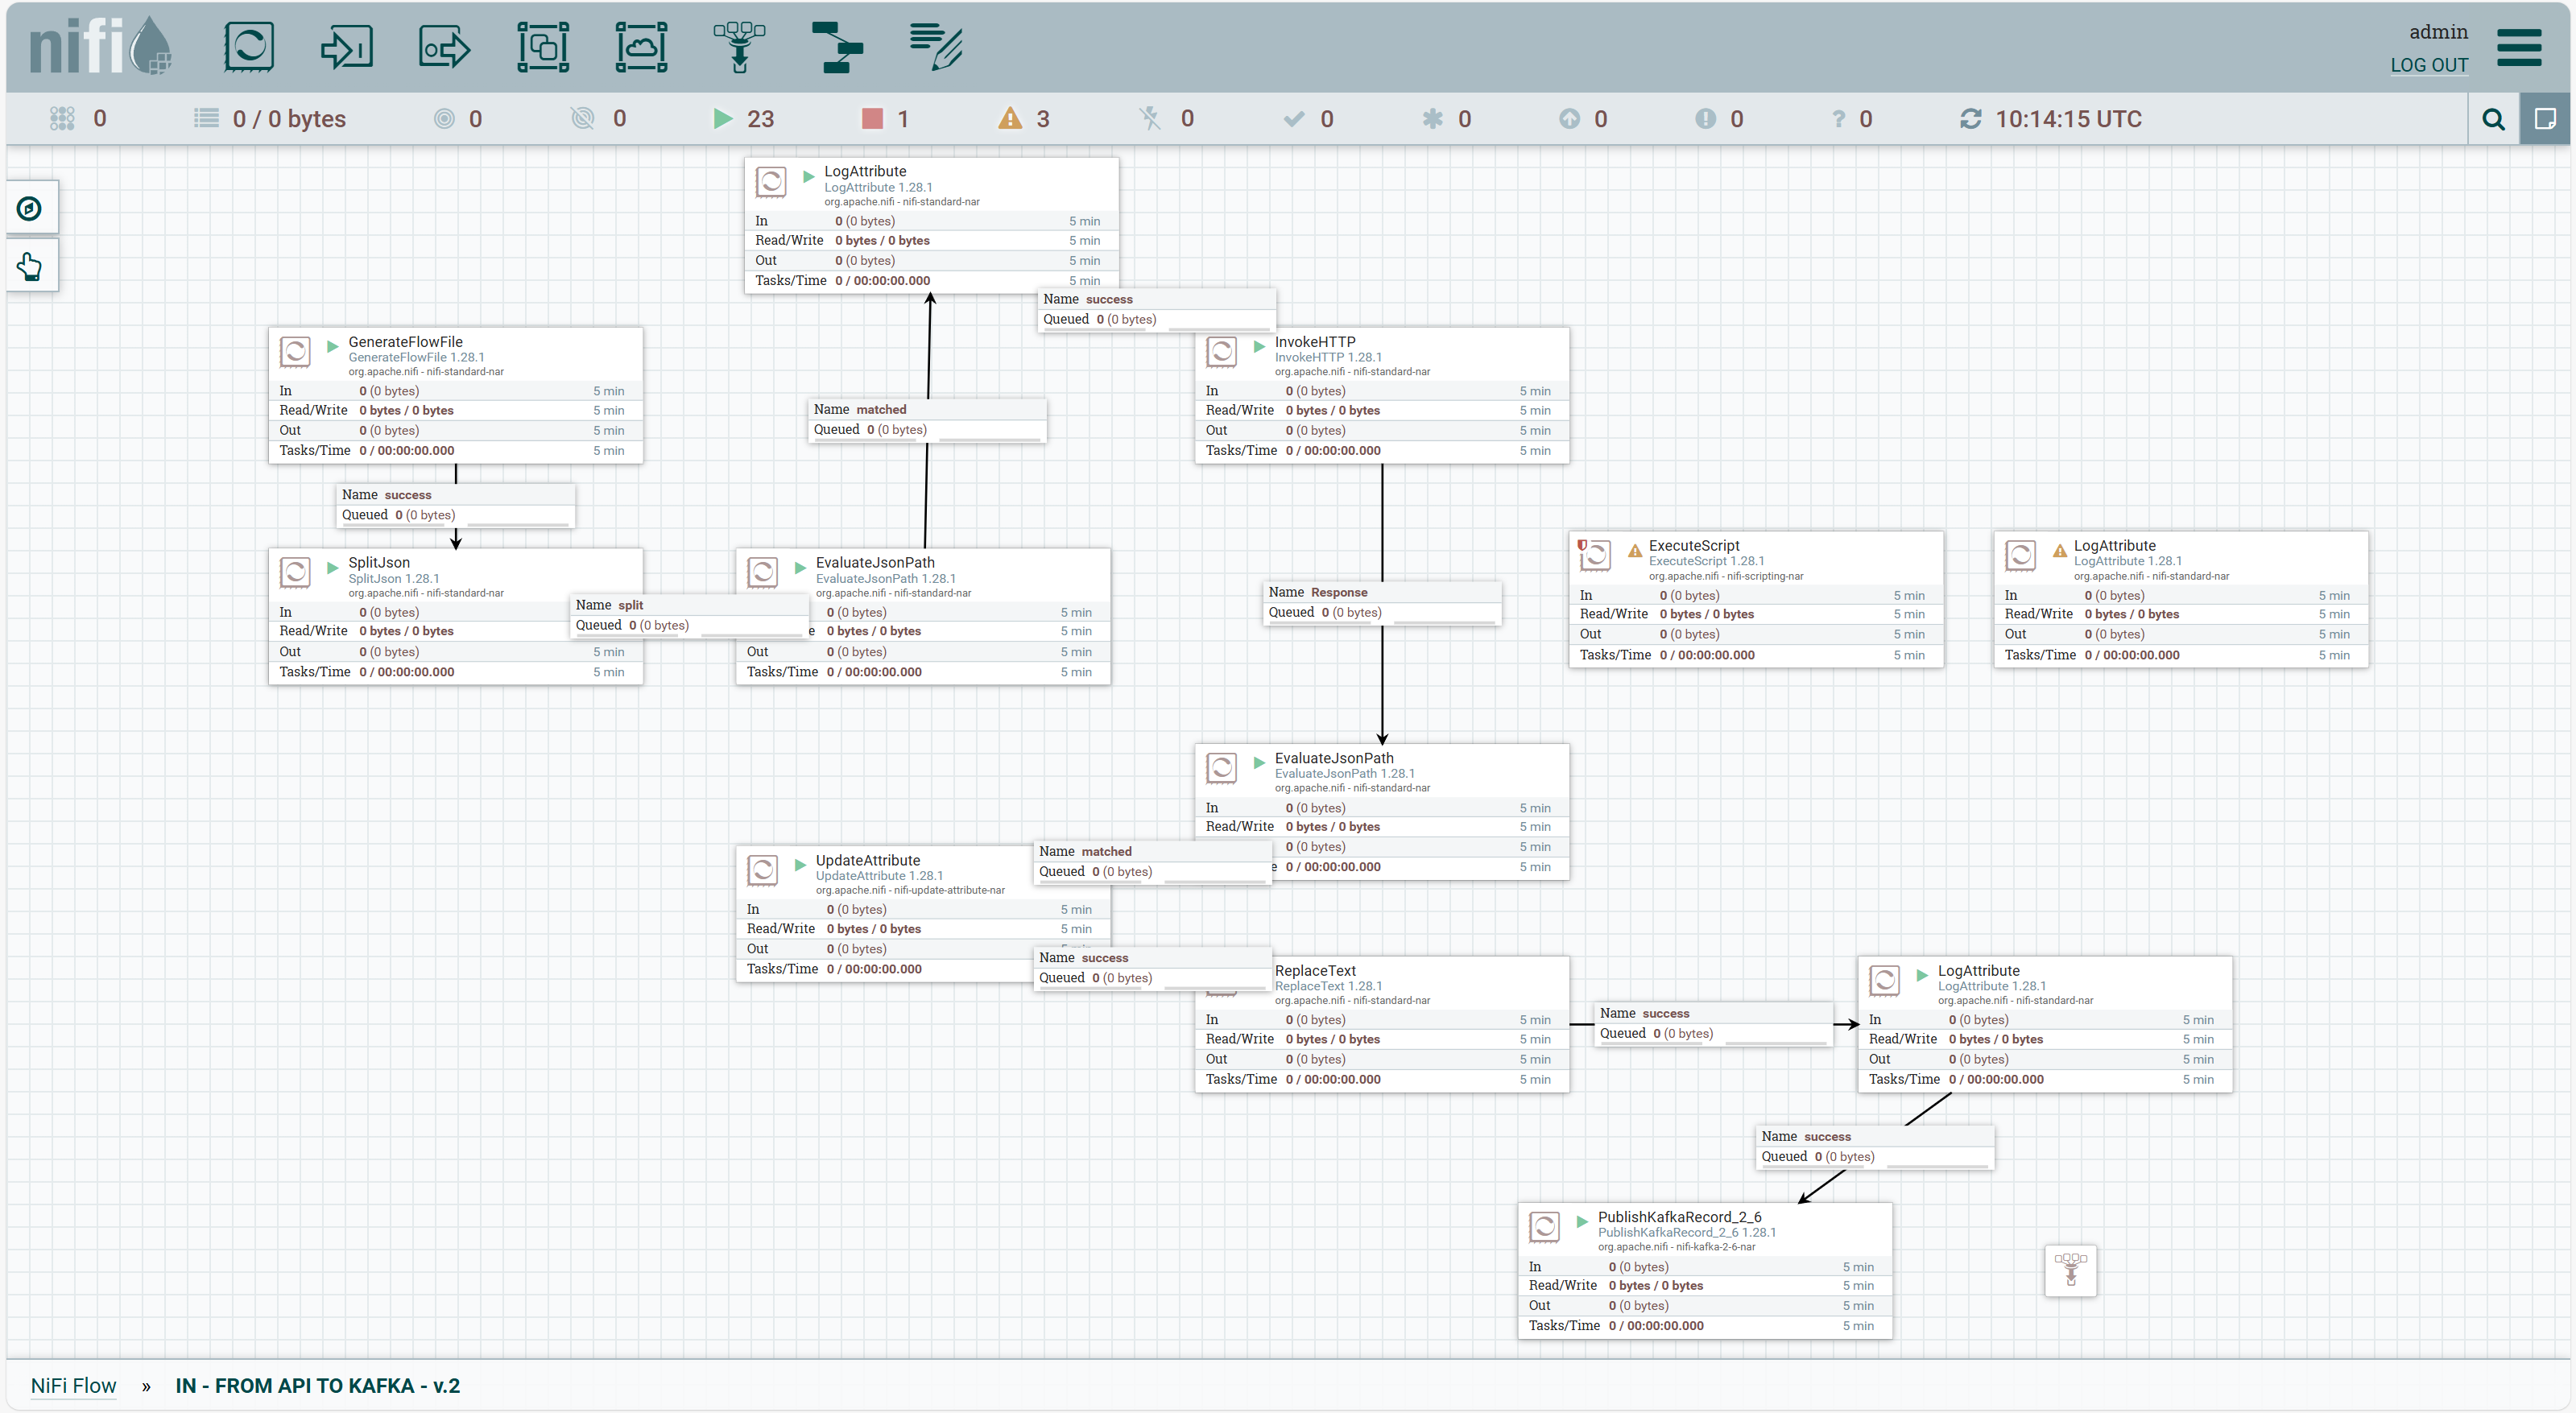 nifi
admin
LOG OUT
0
0 / 0 bytes
0
0
23
1
3
0
0
0
0
0
? 0
10:14:15 UTC
LogAttribute
LogAttribute 1.28.1
org.apache.nifi - nifi-standard-nar
In 0 (0 bytes) 5 min
Read/Write 0 bytes / 0 bytes 5 min
Out 0 (0 bytes) 5 min
Tasks/Time 0 / 00:00:00.000 5 min
Name success
Queued 0 (0 bytes)
GenerateFlowFile
GenerateFlowFile 1.28.1
org.apache.nifi - nifi-standard-nar
In 0 (0 bytes) 5 min
Read/Write 0 bytes / 0 bytes 5 min
Out 0 (0 bytes) 5 min
Tasks/Time 0 / 00:00:00.000 5 min
Name matched
Queued 0 (0 bytes)
InvokeHTTP
InvokeHTTP 1.28.1
org.apache.nifi - nifi-standard-nar
In 0 (0 bytes) 5 min
Read/Write 0 bytes / 0 bytes 5 min
Out 0 (0 bytes) 5 min
Tasks/Time 0 / 00:00:00.000 5 min
Name success
Queued 0 (0 bytes)
SplitJson
SplitJson 1.28.1
org.apache.nifi - nifi-standard-nar
In 0 (0 bytes)
Read/Write 0 bytes / 0 bytes
Out 0 (0 bytes) 5 min
Tasks/Time 0 / 00:00:00.000 5 min
Name split
Queued 0 (0 bytes)
EvaluateJsonPath
EvaluateJsonPath 1.28.1
org.apache.nifi - nifi-standard-nar
0 (0 bytes) 5 min
e 0 bytes / 0 bytes 5 min
Out 0 (0 bytes) 5 min
Tasks/Time 0 / 00:00:00.000 5 min
Name Response
Queued 0 (0 bytes)
ExecuteScript
ExecuteScript 1.28.1
org.apache.nifi - nifi-scripting-nar
In 0 (0 bytes) 5 min
Read/Write 0 bytes / 0 bytes 5 min
Out 0 (0 bytes) 5 min
Tasks/Time 0 / 00:00:00.000 5 min
LogAttribute
LogAttribute 1.28.1
org.apache.nifi - nifi-standard-nar
In 0 (0 bytes) 5 min
Read/Write 0 bytes / 0 bytes 5 min
Out 0 (0 bytes) 5 min
Tasks/Time 0 / 00:00:00.000 5 min
EvaluateJsonPath
EvaluateJsonPath 1.28.1
org.apache.nifi - nifi-standard-nar
In 0 (0 bytes) 5 min
Read/Write 0 bytes / 0 bytes 5 min
0 (0 bytes) 5 min
e 0 / 00:00:00.000 5 min
Name matched
Queued 0 (0 bytes)
UpdateAttribute
UpdateAttribute 1.28.1
org.apache.nifi - nifi-update-attribute-nar
In 0 (0 bytes) 5 min
Read/Write 0 bytes / 0 bytes 5 min
Out 0 (0 bytes)
Tasks/Time 0 / 00:00:00.000
Name success
Queued 0 (0 bytes)
ReplaceText
ReplaceText 1.28.1
org.apache.nifi - nifi-standard-nar
In 0 (0 bytes) 5 min
Read/Write 0 bytes / 0 bytes 5 min
Out 0 (0 bytes) 5 min
Tasks/Time 0 / 00:00:00.000 5 min
Name success
Queued 0 (0 bytes)
LogAttribute
LogAttribute 1.28.1
org.apache.nifi - nifi-standard-nar
In 0 (0 bytes) 5 min
Read/Write 0 bytes / 0 bytes 5 min
Out 0 (0 bytes) 5 min
Tasks/Time 0 / 00:00:00.000 5 min
Name success
Queued 0 (0 bytes)
PublishKafkaRecord_2_6
PublishKafkaRecord_2_6 1.28.1
org.apache.nifi - nifi-kafka-2-6-nar
In 0 (0 bytes) 5 min
Read/Write 0 bytes / 0 bytes 5 min
Out 0 (0 bytes) 5 min
Tasks/Time 0 / 00:00:00.000 5 min
NiFi Flow » IN - FROM API TO KAFKA - v.2